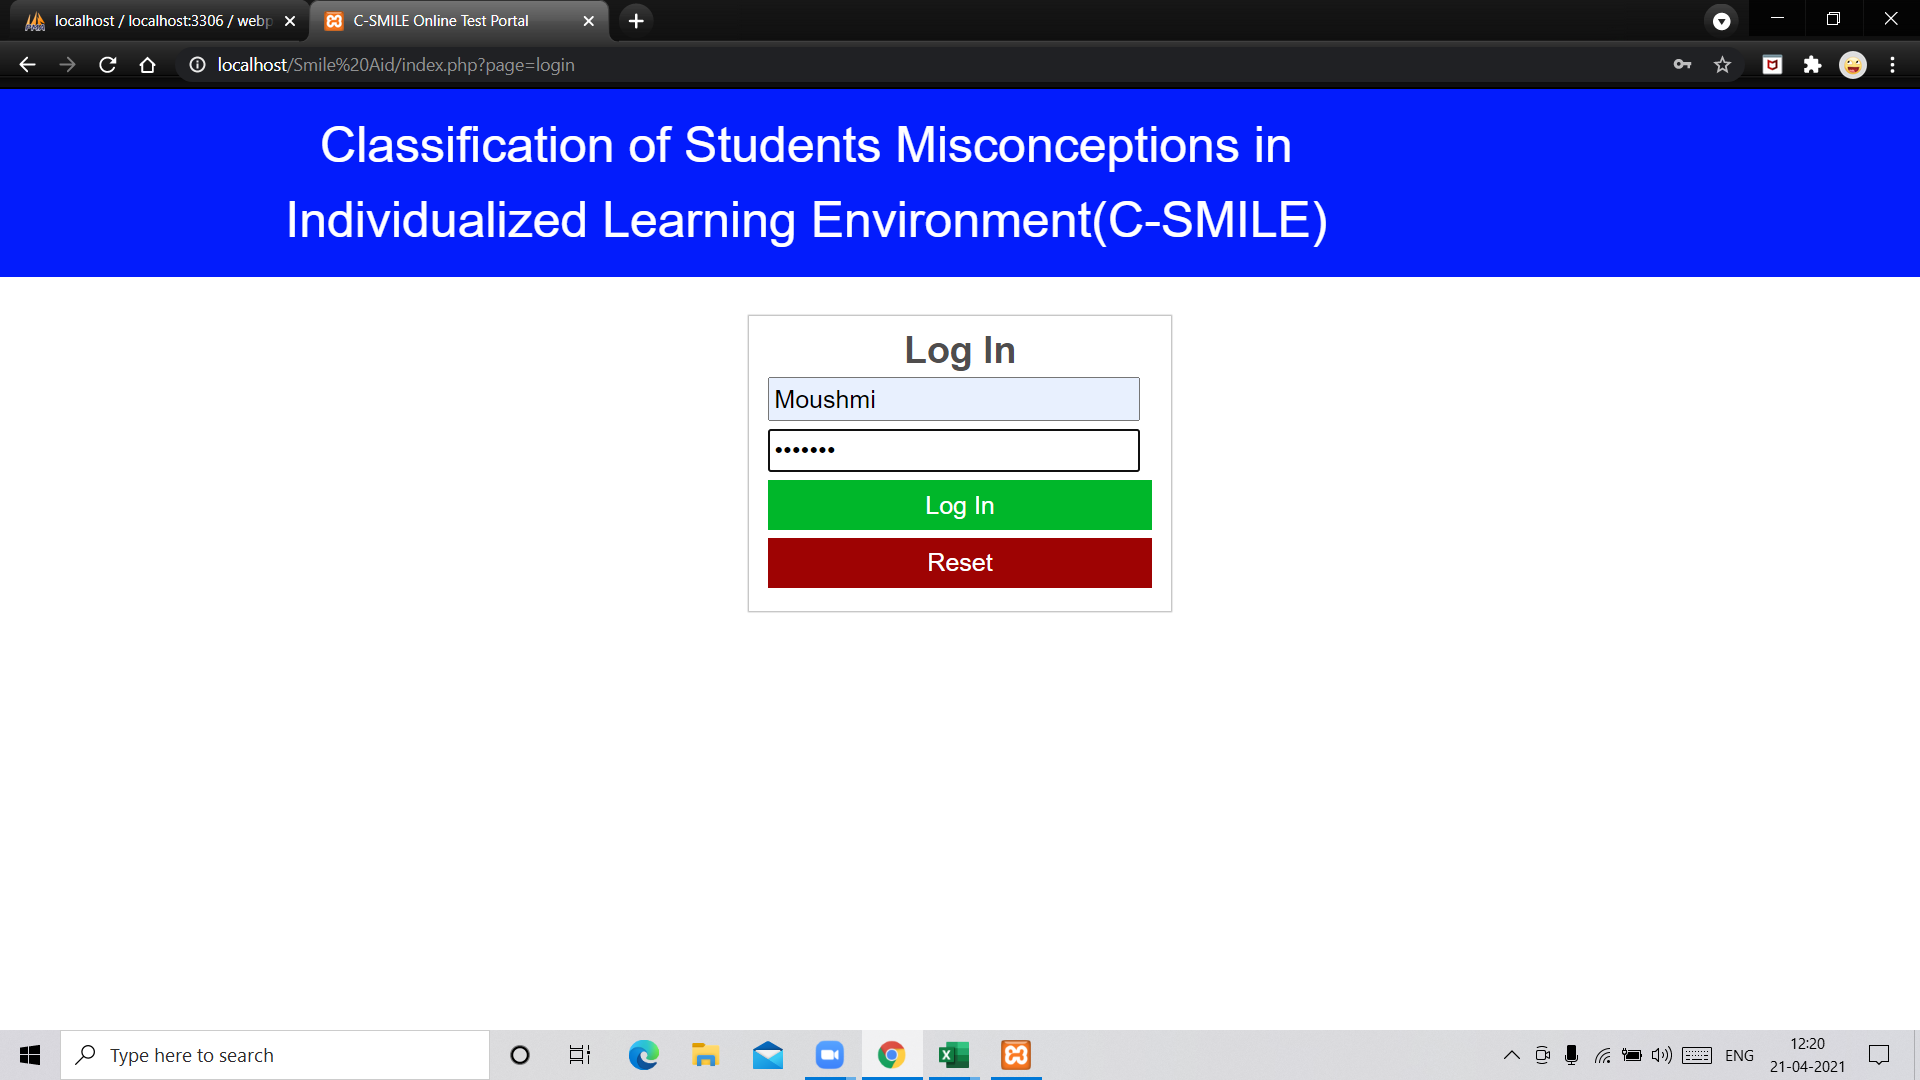 localhost / localhost:3306 / webp
C-SMILE Online Test Portal
localhost/Smile%20Aid/index.php?page=login
Classification of Students Misconceptions in
Individualized Learning Environment(C-SMILE)
Log In
Moushmi
•••••••
Log In
Reset
Type here to search
ENG
12:20
21-04-2021